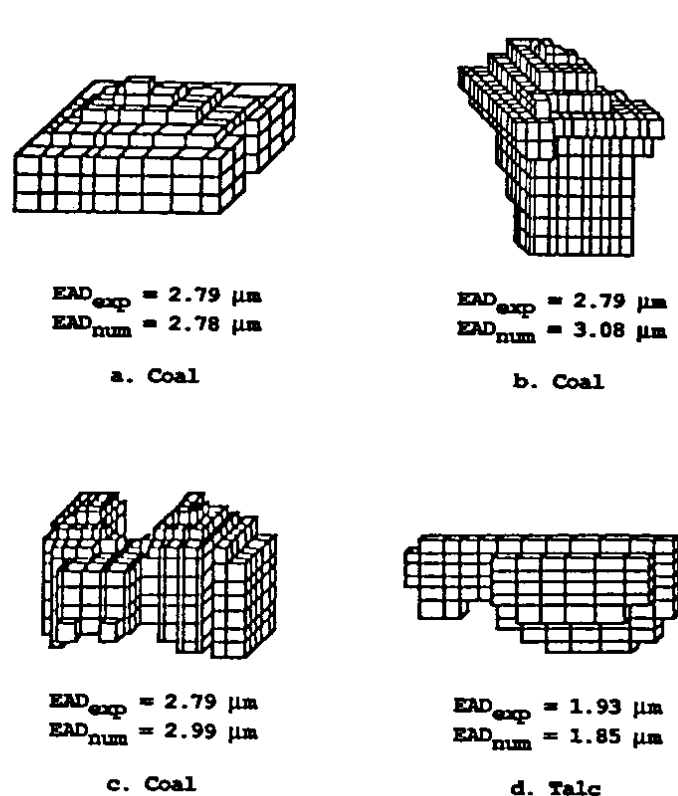 EAD_exp = 2.79 μm
EAD_num = 2.78 μm
a. Coal
EAD_exp = 2.79 μm
EAD_num = 3.08 μm
b. Coal
EAD_exp = 2.79 μm
EAD_num = 2.99 μm
c. Coal
EAD_exp = 1.93 μm
EAD_num = 1.85 μm
d. Talc